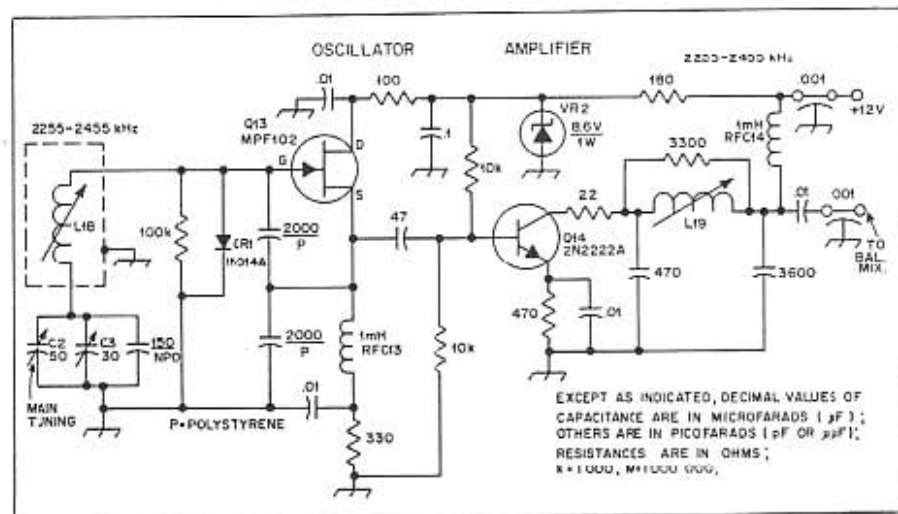 OSCILLATOR
AMPLIFIER
2255-2455 kHz
.01
100
180
.001
+12V
Q13
MPF102
2255-2455 kHz
VR2
8.6V
1W
1mH
RFC14
.1
10k
3300
G
D
S
L18
22
L19
.01
.001
47
TO
BAL.
MIX.
100k
CR1
1N914A
2000
P
Q14
2N2222A
470
3600
C2
50
C3
30
150
NPO
2000
P
1mH
RFC13
10k
470
.01
MAIN
TUNING
.01
P=POLYSTYRENE
330
EXCEPT AS INDICATED, DECIMAL VALUES OF
CAPACITANCE ARE IN MICROFARADS ( µF ) ;
OTHERS ARE IN PICOFARADS ( pF OR µµF);
RESISTANCES ARE IN OHMS ;
K=1000, M=1000 000.